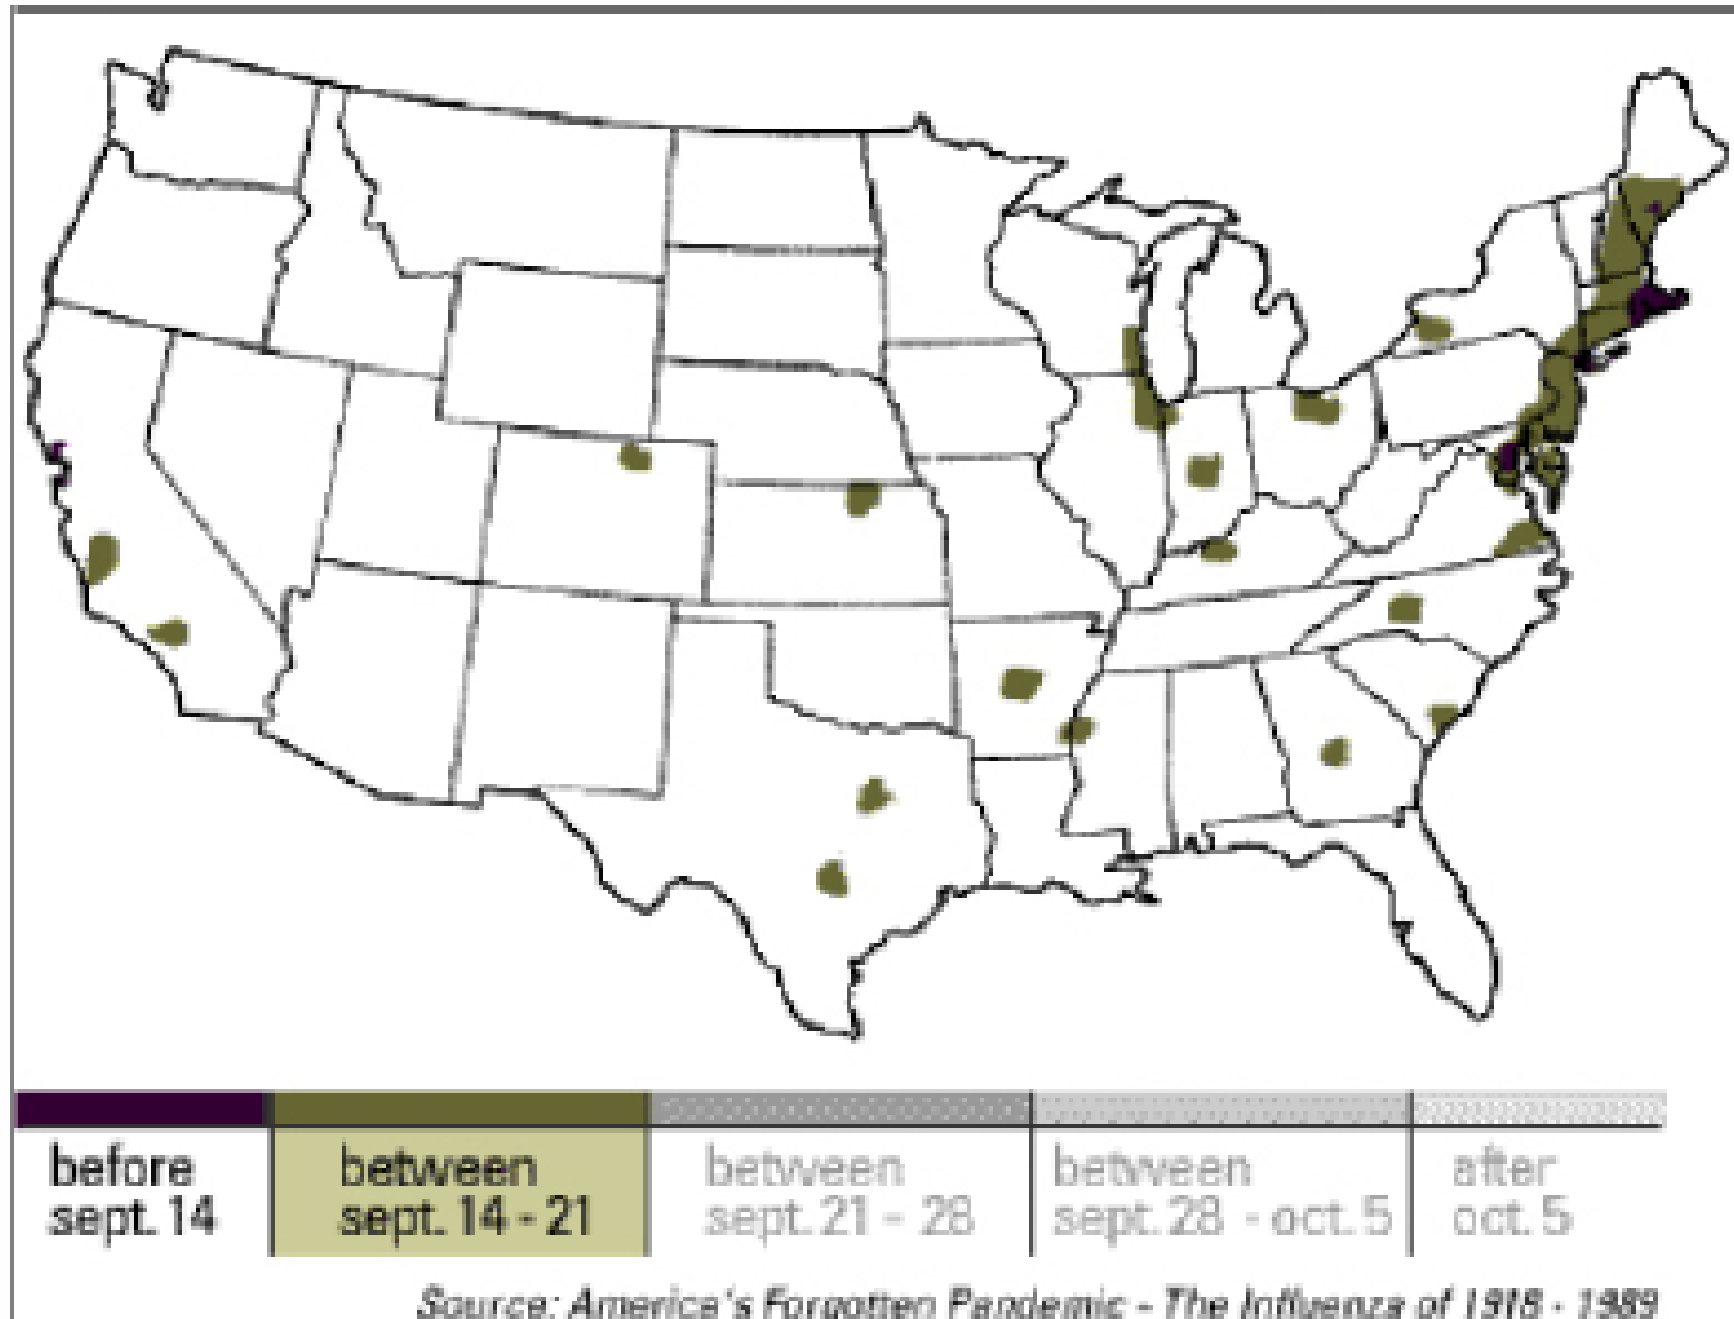 before
sept. 14
between
sept. 14 - 21
between
sept. 21 - 28
between
sept. 28 - oct. 5
after
oct. 5
Source: America's Forgotten Pandemic - The Influenza of 1918 - 1989